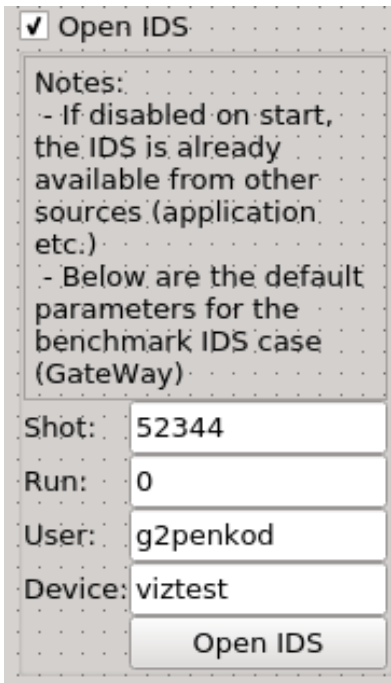 Open IDS
Notes:
- If disabled on start,
the IDS is already
available from other
sources (application
etc.)
- Below are the default
parameters for the
benchmark IDS case
(GateWay)
Shot: 52344
Run: 0
User: g2penkod
Device: viztest
Open IDS